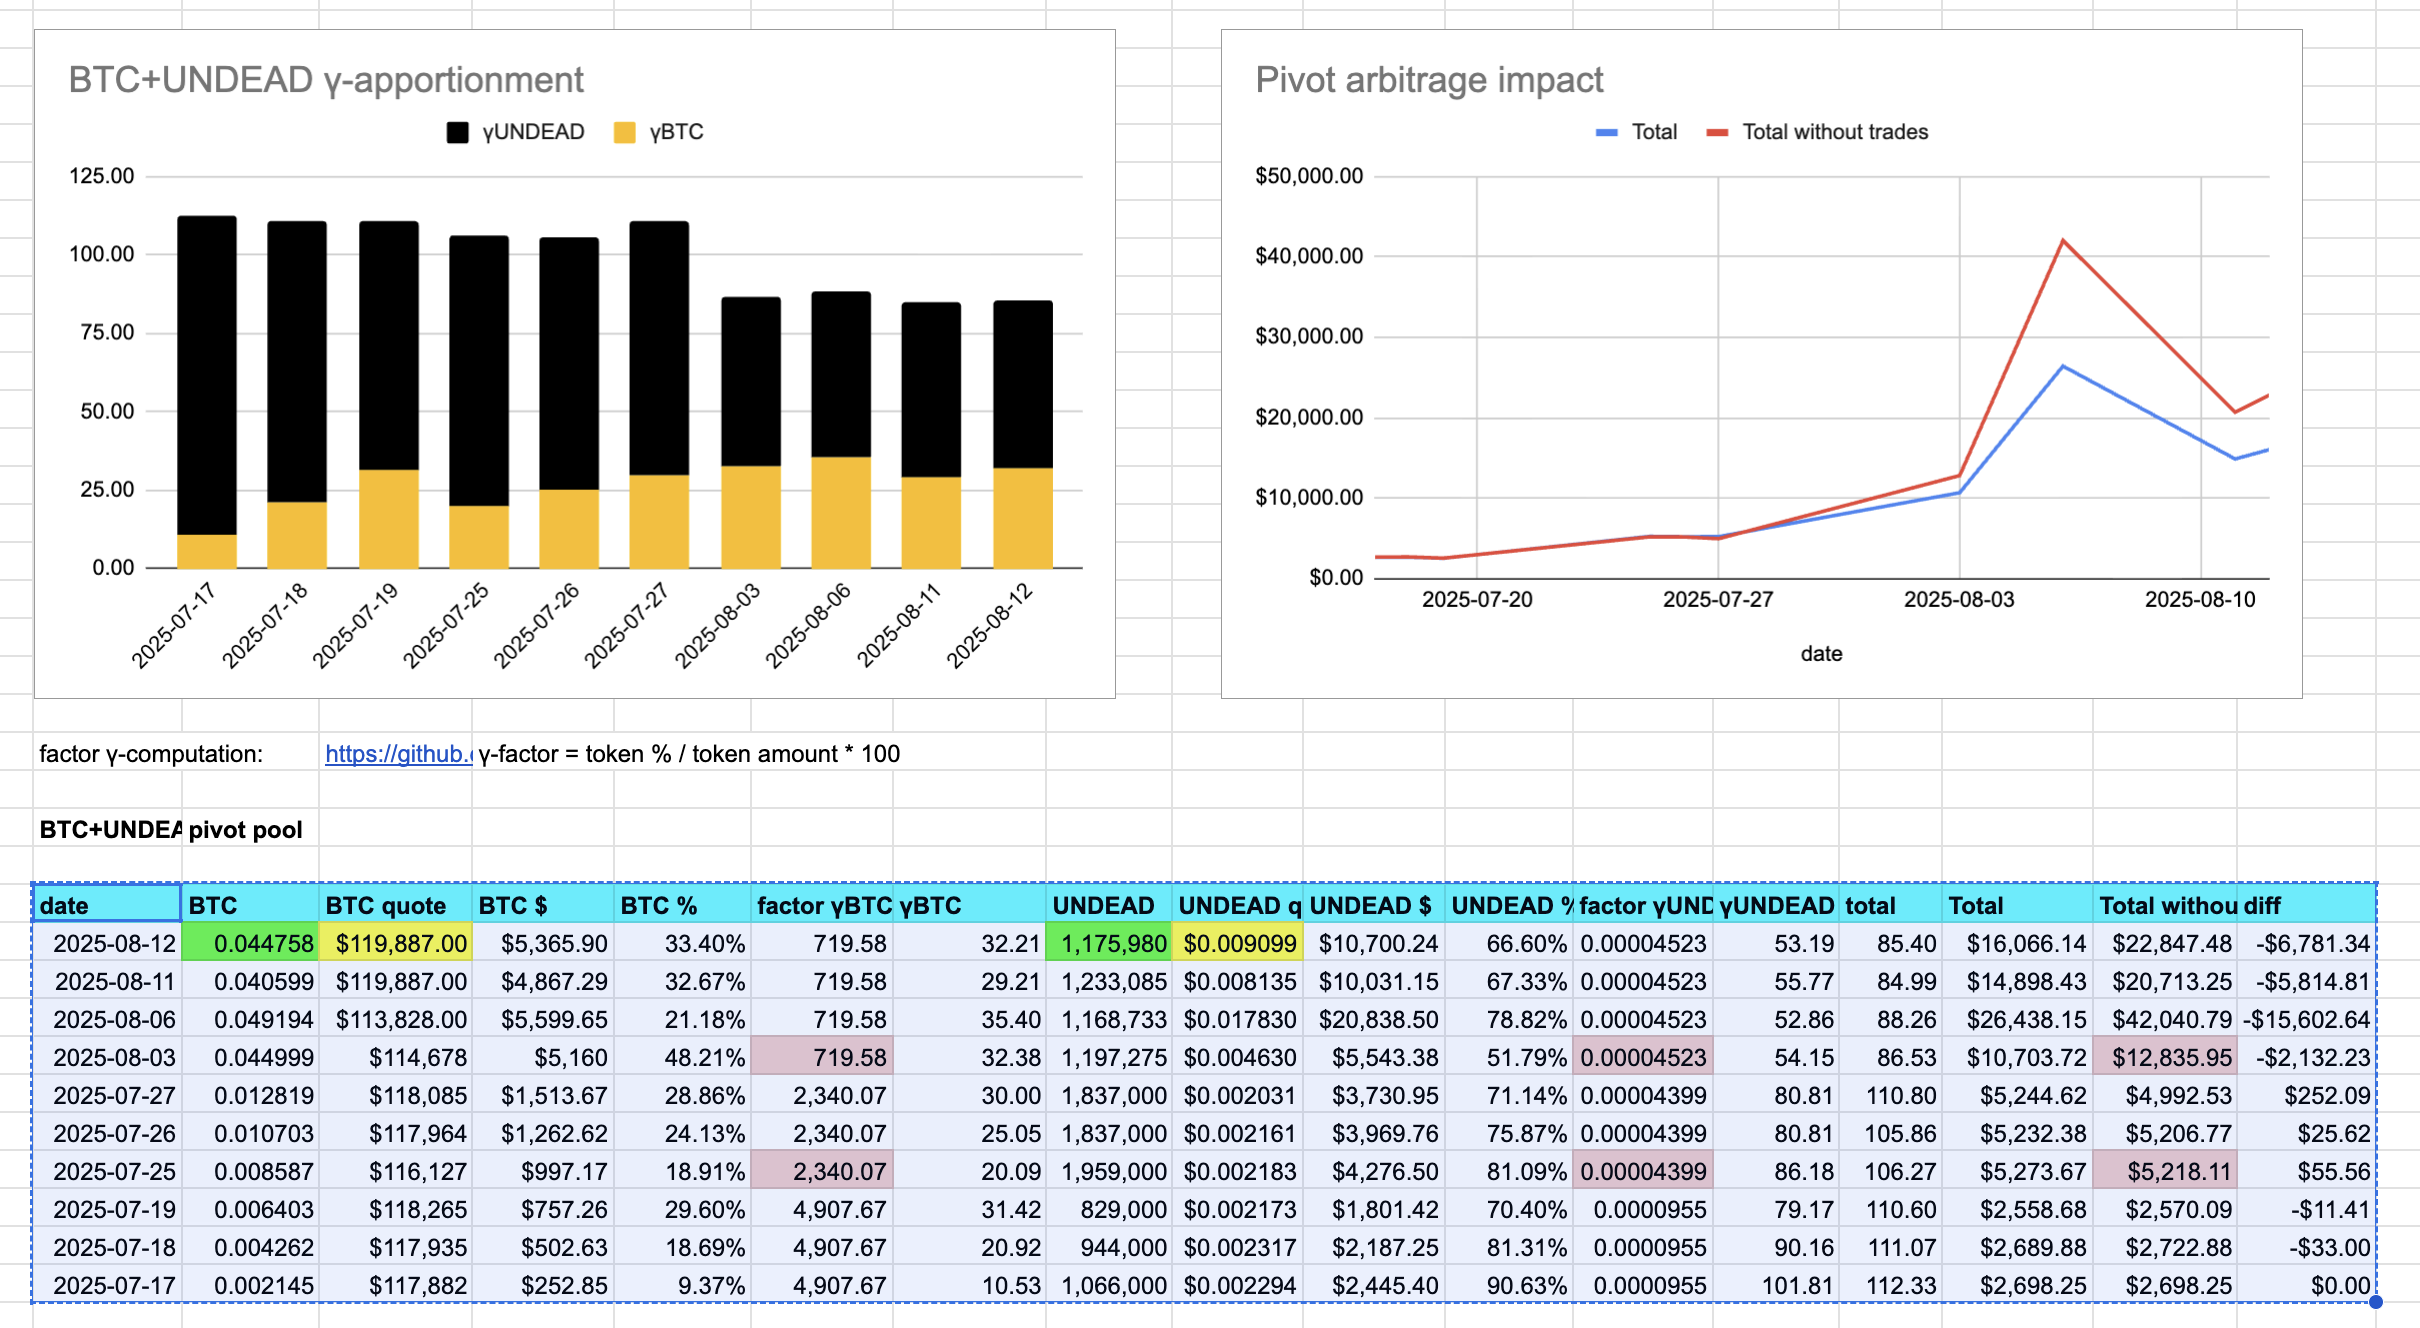 BTC+UNDEAD γ-apportionment
γUNDEAD γBTC
125.00
100.00
75.00
50.00
25.00
0.00
2025-07-17 2025-07-18 2025-07-19 2025-07-25 2025-07-26 2025-07-27 2025-08-03 2025-08-06 2025-08-11 2025-08-12
Pivot arbitrage impact
Total Total without trades
$50,000.00
$40,000.00
$30,000.00
$20,000.00
$10,000.00
$0.00
2025-07-20 2025-07-27 2025-08-03 2025-08-10
date
factor γ-computation: https://github. γ-factor = token % / token amount * 100
BTC+UNDEA pivot pool
date BTC BTC quote BTC $ BTC % factor γBTC γBTC UNDEAD UNDEAD q UNDEAD $ UNDEAD % factor γUND γUNDEAD total Total Total withou diff
2025-08-12 0.044758 $119,887.00 $5,365.90 33.40% 719.58 32.21 1,175,980 $0.009099 $10,700.24 66.60% 0.00004523 53.19 85.40 $16,066.14 $22,847.48 -$6,781.34
2025-08-11 0.040599 $119,887.00 $4,867.29 32.67% 719.58 29.21 1,233,085 $0.008135 $10,031.15 67.33% 0.00004523 55.77 84.99 $14,898.43 $20,713.25 -$5,814.81
2025-08-06 0.049194 $113,828.00 $5,599.65 21.18% 719.58 35.40 1,168,733 $0.017830 $20,838.50 78.82% 0.00004523 52.86 88.26 $26,438.15 $42,040.79 -$15,602.64
2025-08-03 0.044999 $114,678 $5,160 48.21% 719.58 32.38 1,197,275 $0.004630 $5,543.38 51.79% 0.00004523 54.15 86.53 $10,703.72 $12,835.95 -$2,132.23
2025-07-27 0.012819 $118,085 $1,513.67 28.86% 2,340.07 30.00 1,837,000 $0.002031 $3,730.95 71.14% 0.00004399 80.81 110.80 $5,244.62 $4,992.53 $252.09
2025-07-26 0.010703 $117,964 $1,262.62 24.13% 2,340.07 25.05 1,837,000 $0.002161 $3,969.76 75.87% 0.00004399 80.81 105.86 $5,232.38 $5,206.77 $25.62
2025-07-25 0.008587 $116,127 $997.17 18.91% 2,340.07 20.09 1,959,000 $0.002183 $4,276.50 81.09% 0.00004399 86.18 106.27 $5,273.67 $5,218.11 $55.56
2025-07-19 0.006403 $118,265 $757.26 29.60% 4,907.67 31.42 829,000 $0.002173 $1,801.42 70.40% 0.0000955 79.17 110.60 $2,558.68 $2,570.09 -$11.41
2025-07-18 0.004262 $117,935 $502.63 18.69% 4,907.67 20.92 944,000 $0.002317 $2,187.25 81.31% 0.0000955 90.16 111.07 $2,689.88 $2,722.88 -$33.00
2025-07-17 0.002145 $117,882 $252.85 9.37% 4,907.67 10.53 1,066,000 $0.002294 $2,445.40 90.63% 0.0000955 101.81 112.33 $2,698.25 $2,698.25 $0.00